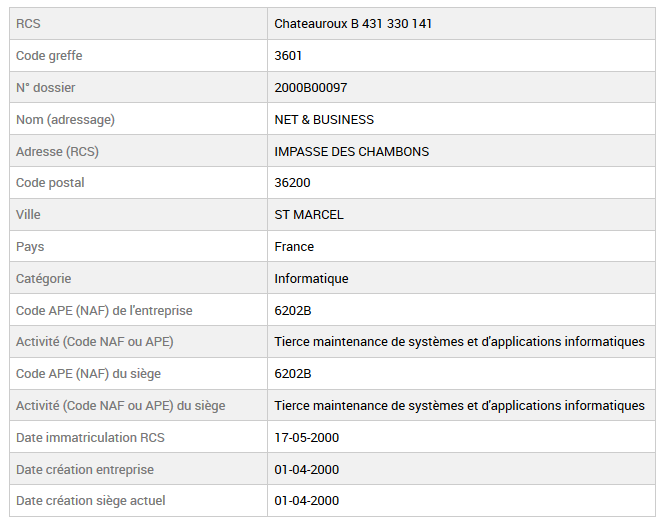 RCS Chateauroux B 431 330 141
Code greffe 3601
N° dossier 2000B00097
Nom (adressage) NET & BUSINESS
Adresse (RCS) IMPASSE DES CHAMBONS
Code postal 36200
Ville ST MARCEL
Pays France
Catégorie Informatique
Code APE (NAF) de l'entreprise 6202B
Activité (Code NAF ou APE) Tierce maintenance de systèmes et d'applications informatiques
Code APE (NAF) du siège 6202B
Activité (Code NAF ou APE) du siège Tierce maintenance de systèmes et d'applications informatiques
Date immatriculation RCS 17-05-2000
Date création entreprise 01-04-2000
Date création siège actuel 01-04-2000